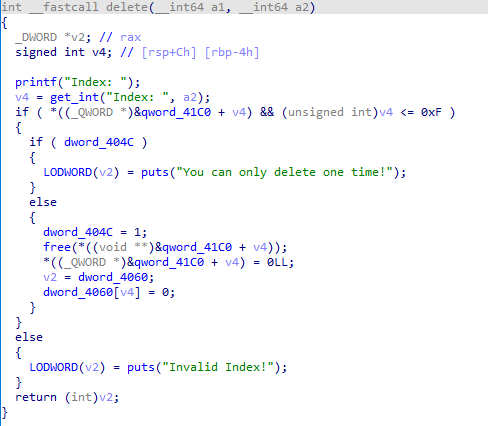 int __fastcall delete(__int64 a1, __int64 a2)
{
  _DWORD *v2; // rax
  signed int v4; // [rsp+Ch] [rbp-4h]

  printf("Index: ");
  v4 = get_int("Index: ", a2);
  if ( *((_QWORD *)&qword_41C0 + v4) && (unsigned int)v4 <= 0xF )
  {
    if ( dword_404C )
    {
      LODWORD(v2) = puts("You can only delete one time!");
    }
    else
    {
      dword_404C = 1;
      free(*((void **)&qword_41C0 + v4));
      *((_QWORD *)&qword_41C0 + v4) = 0LL;
      v2 = dword_4060;
      dword_4060[v4] = 0;
    }
  }
  else
  {
    LODWORD(v2) = puts("Invalid Index!");
  }
  return (int)v2;
}